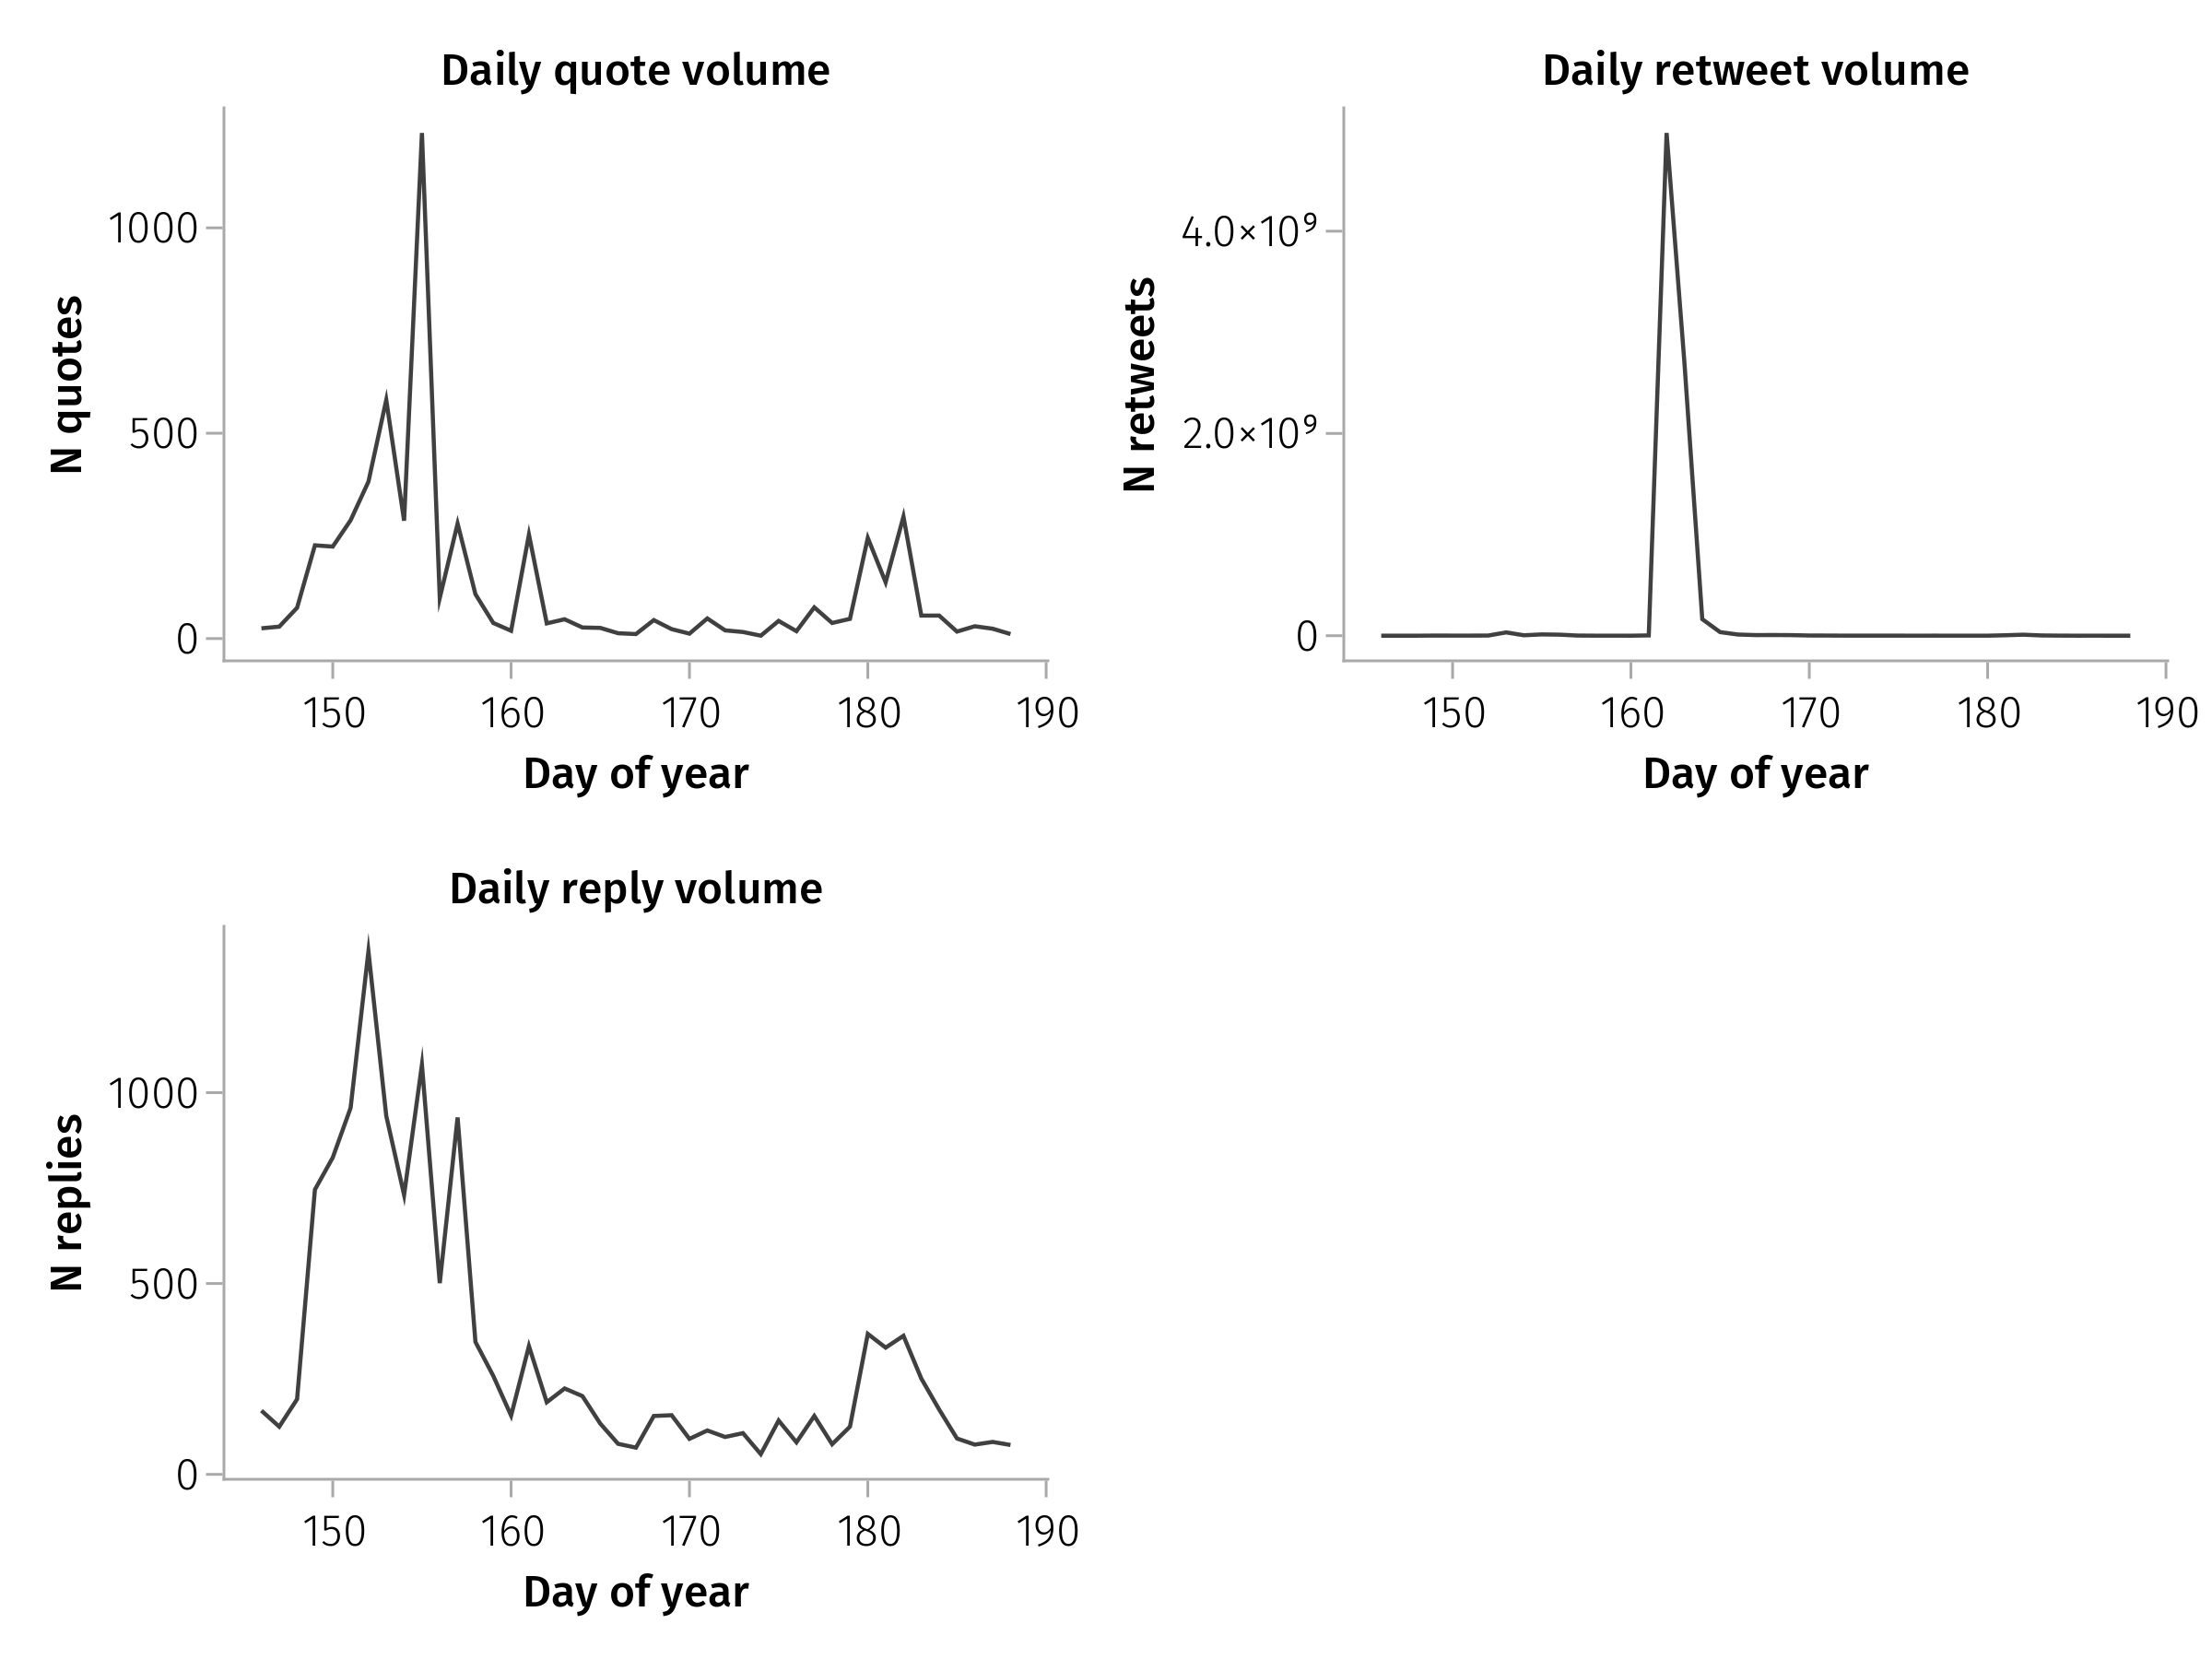 Daily quote volume
N quotes
1000
500
0
150 160 170 180 190
Day of year
Daily retweet volume
N retweets
4.0×10⁹
2.0×10⁹
0
150 160 170 180 190
Day of year
Daily reply volume
N replies
1000
500
0
150 160 170 180 190
Day of year